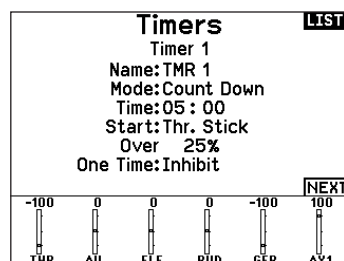 Timers
LIST
Timer 1
Name: TMR 1
Mode: Count Down
Time: 05 : 00
Start: Thr. Stick
Over 25%
One Time: Inhibit
NEXT
-100 0 0 0 -100 100
THR AIL ELE RUD GER AX1